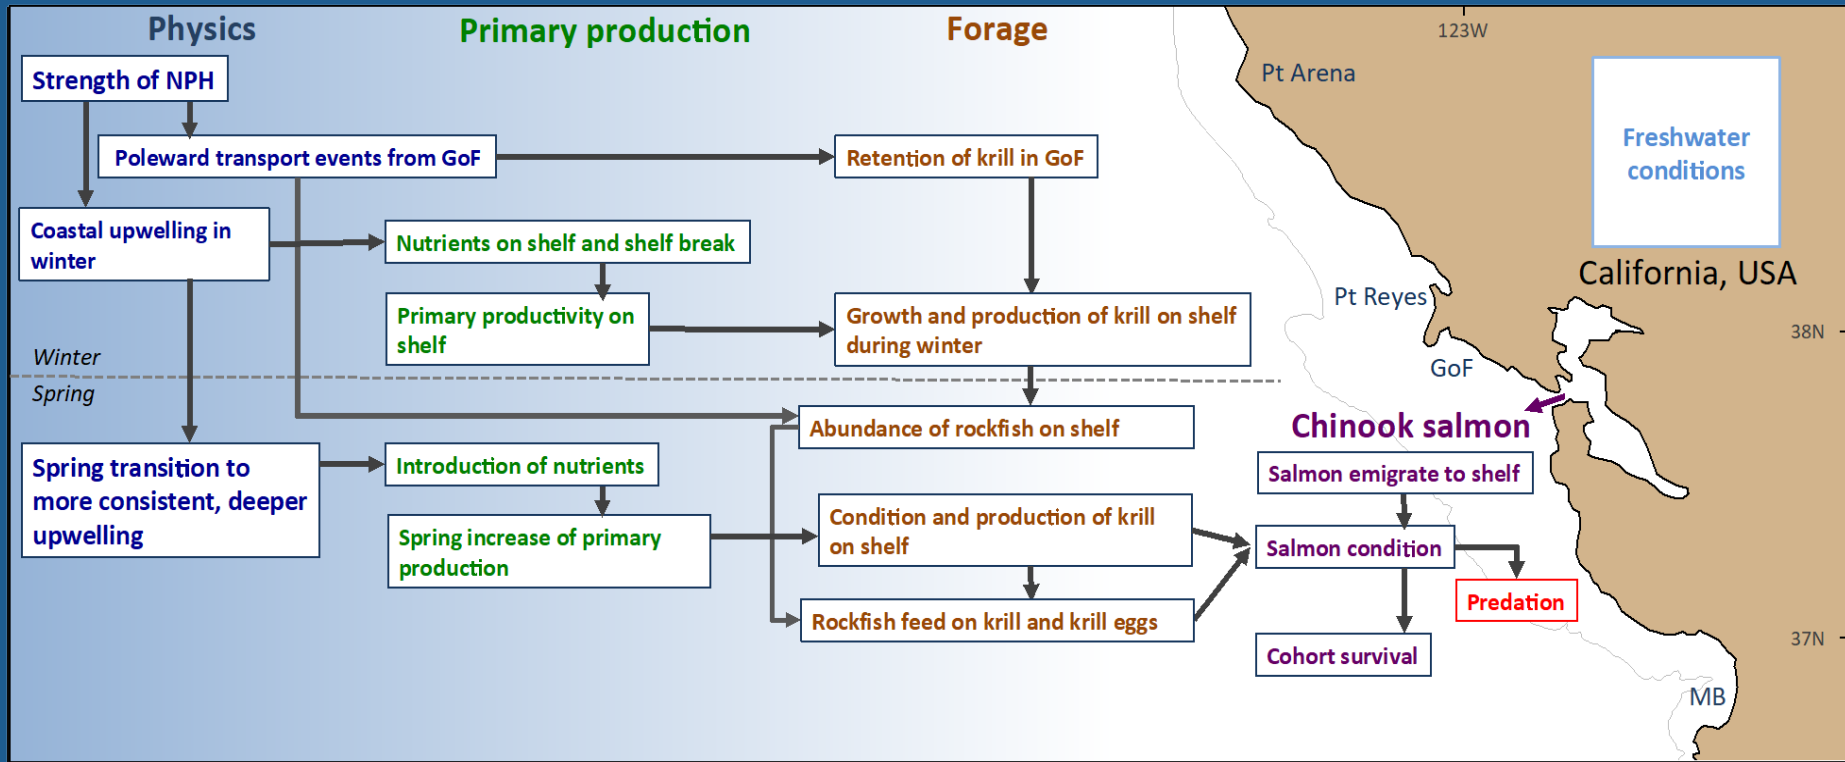 Physics
Primary production
Forage
123W
Strength of NPH
Pt Arena
Freshwater
conditions
Poleward transport events from GoF
Retention of krill in GoF
Coastal upwelling in
winter
Nutrients on shelf and shelf break
California, USA
Pt Reyes
Primary productivity on
shelf
Growth and production of krill on shelf
during winter
38N
Winter
Spring
GoF
Abundance of rockfish on shelf
Chinook salmon
Spring transition to
more consistent, deeper
upwelling
Introduction of nutrients
Salmon emigrate to shelf
Spring increase of primary
production
Condition and production of krill
on shelf
Salmon condition
Predation
Rockfish feed on krill and krill eggs
37N
Cohort survival
MB